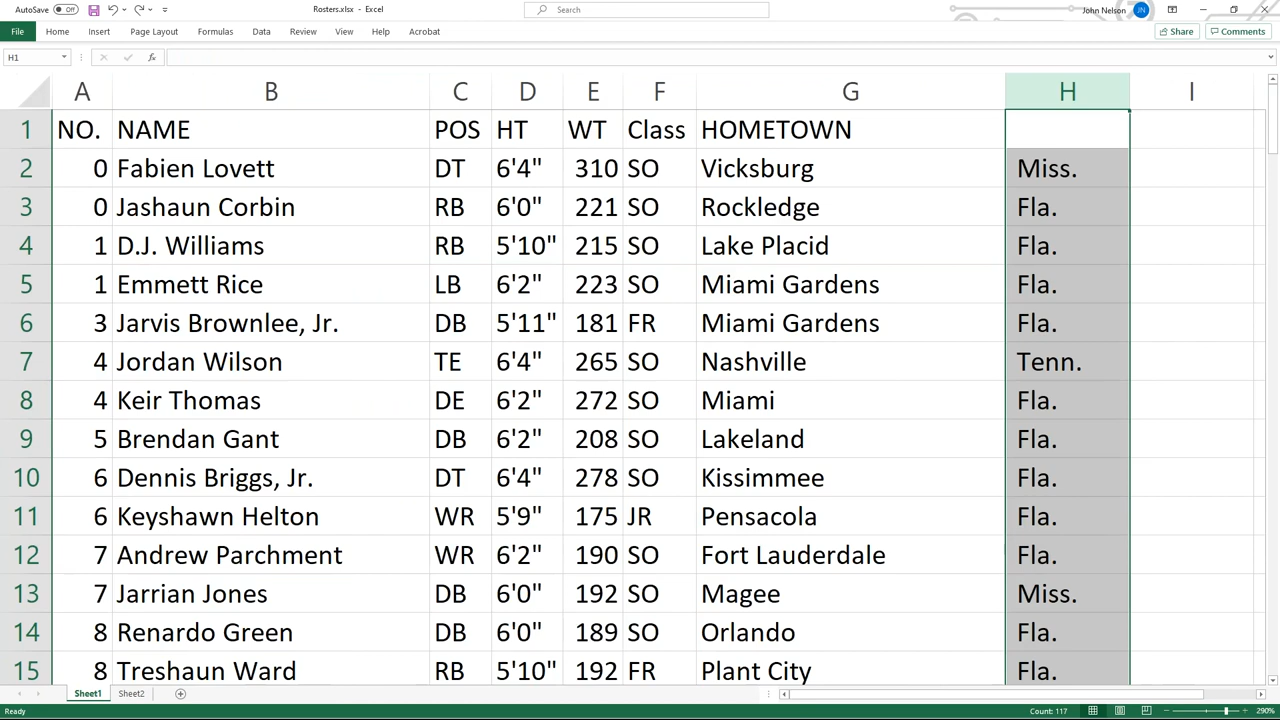 AutoSave Off Rosters.xlsx - Excel Search John Nelson JN
File Home Insert Page Layout Formulas Data Review View Help Acrobat Share Comments
H1 fx
A B C D E F G H I
1 NO. NAME POS HT WT Class HOMETOWN
2 0 Fabien Lovett DT 6'4" 310 SO Vicksburg Miss.
3 0 Jashaun Corbin RB 6'0" 221 SO Rockledge Fla.
4 1 D.J. Williams RB 5'10" 215 SO Lake Placid Fla.
5 1 Emmett Rice LB 6'2" 223 SO Miami Gardens Fla.
6 3 Jarvis Brownlee, Jr. DB 5'11" 181 FR Miami Gardens Fla.
7 4 Jordan Wilson TE 6'4" 265 SO Nashville Tenn.
8 4 Keir Thomas DE 6'2" 272 SO Miami Fla.
9 5 Brendan Gant DB 6'2" 208 SO Lakeland Fla.
10 6 Dennis Briggs, Jr. DT 6'4" 278 SO Kissimmee Fla.
11 6 Keyshawn Helton WR 5'9" 175 JR Pensacola Fla.
12 7 Andrew Parchment WR 6'2" 190 SO Fort Lauderdale Fla.
13 7 Jarrian Jones DB 6'0" 192 SO Magee Miss.
14 8 Renardo Green DB 6'0" 189 SO Orlando Fla.
15 8 Treshaun Ward RB 5'10" 192 FR Plant City Fla.
Sheet1 Sheet2
Ready Count: 117 290%